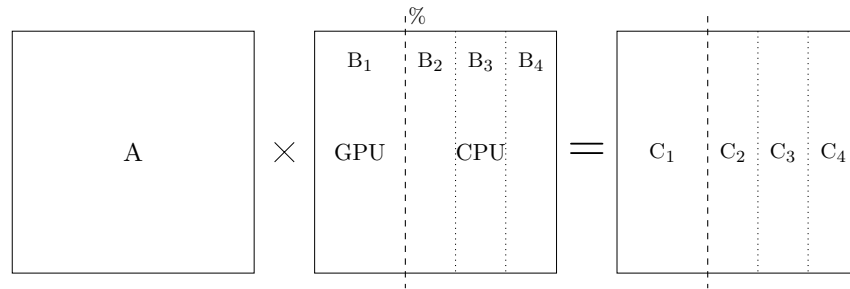 %
B₁ B₂ B₃ B₄
A × GPU CPU = C₁ C₂ C₃ C₄